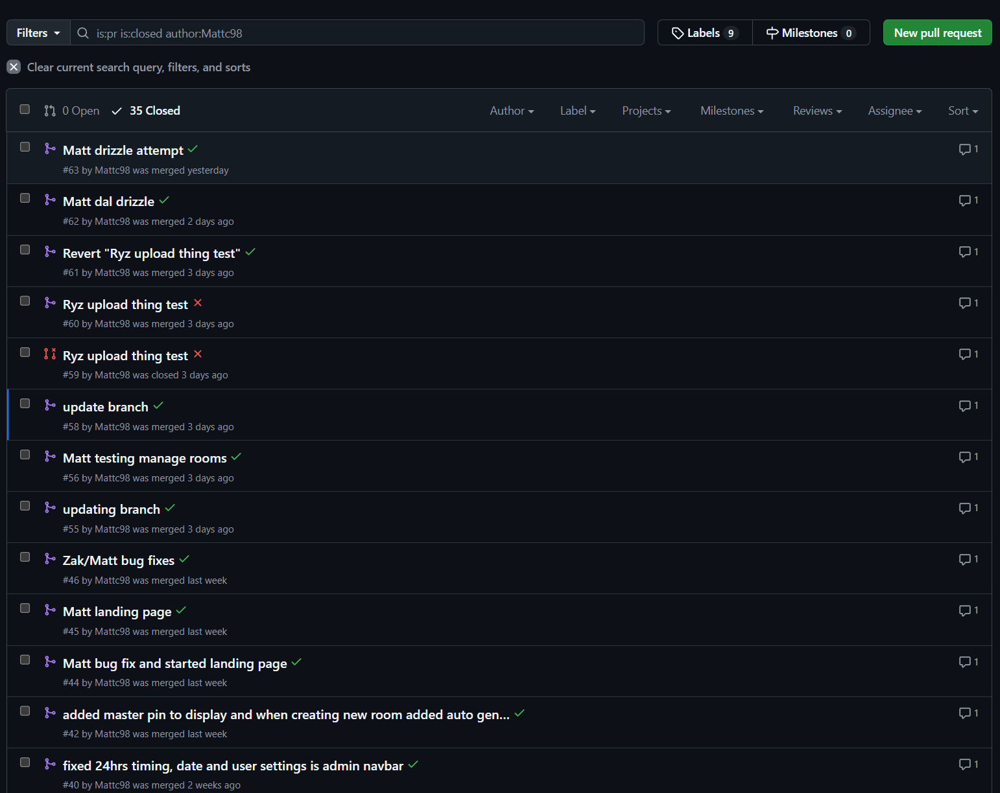 Filters
is:pr is:closed author:Mattc98
Labels 9
Milestones 0
New pull request
Clear current search query, filters, and sorts
0 Open
35 Closed
Author
Label
Projects
Milestones
Reviews
Assignee
Sort
Matt drizzle attempt
1
#63 by Mattc98 was merged yesterday
Matt dal drizzle
1
#62 by Mattc98 was merged 2 days ago
Revert "Ryz upload thing test"
1
#61 by Mattc98 was merged 3 days ago
Ryz upload thing test
1
#60 by Mattc98 was merged 3 days ago
Ryz upload thing test
1
#59 by Mattc98 was closed 3 days ago
update branch
1
#58 by Mattc98 was merged 3 days ago
Matt testing manage rooms
1
#56 by Mattc98 was merged 3 days ago
updating branch
1
#55 by Mattc98 was merged 3 days ago
Zak/Matt bug fixes
1
#46 by Mattc98 was merged last week
Matt landing page
1
#45 by Mattc98 was merged last week
Matt bug fix and started landing page
1
#44 by Mattc98 was merged last week
added master pin to display and when creating new room added auto gen...
1
#42 by Mattc98 was merged last week
fixed 24hrs timing, date and user settings is admin navbar
1
#40 by Mattc98 was merged 2 weeks ago